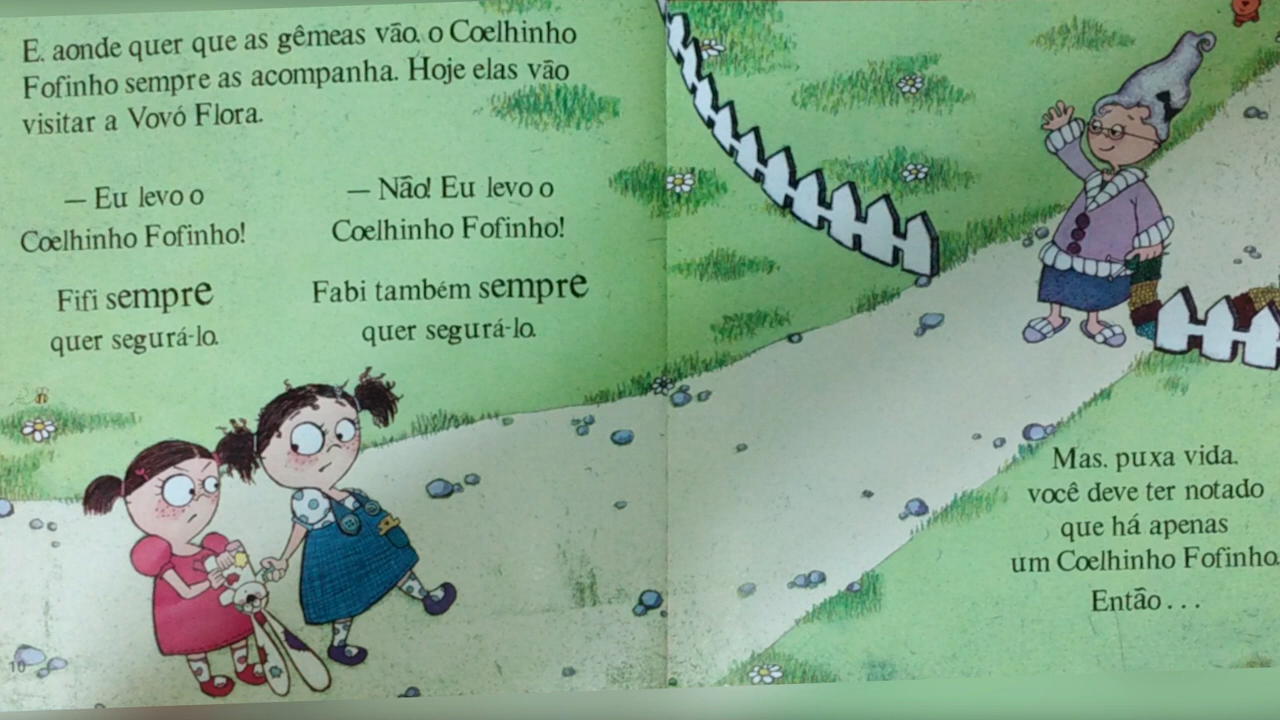 E, aonde quer que as gêmeas vão, o Coelhinho
Fofinho sempre as acompanha. Hoje elas vão
visitar a Vovó Flora.
— Eu levo o
Coelhinho Fofinho!
Fifi sempre
quer segurá-lo.
— Não! Eu levo o
Coelhinho Fofinho!
Fabi também sempre
quer segurá-lo.
Mas, puxa vida,
você deve ter notado
que há apenas
um Coelhinho Fofinho.
Então...
10